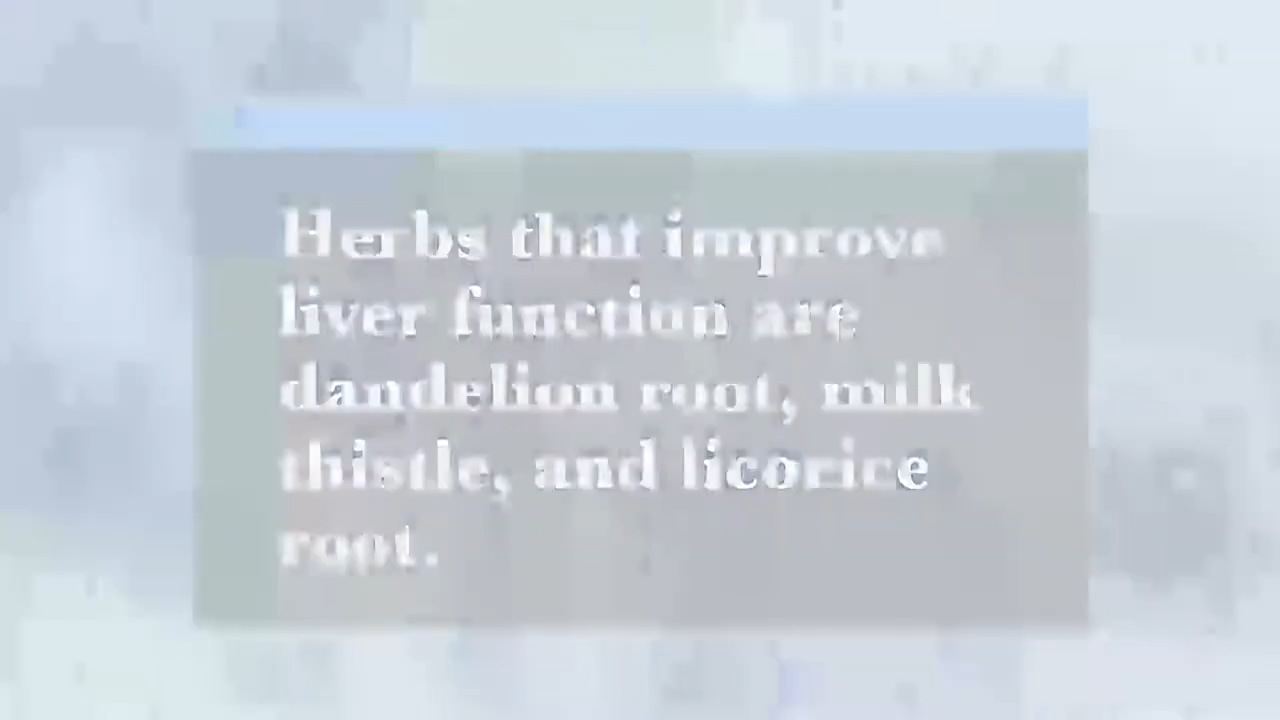 Herbs that improve
liver function are
dandelion root, milk
thistle, and licorice
root.